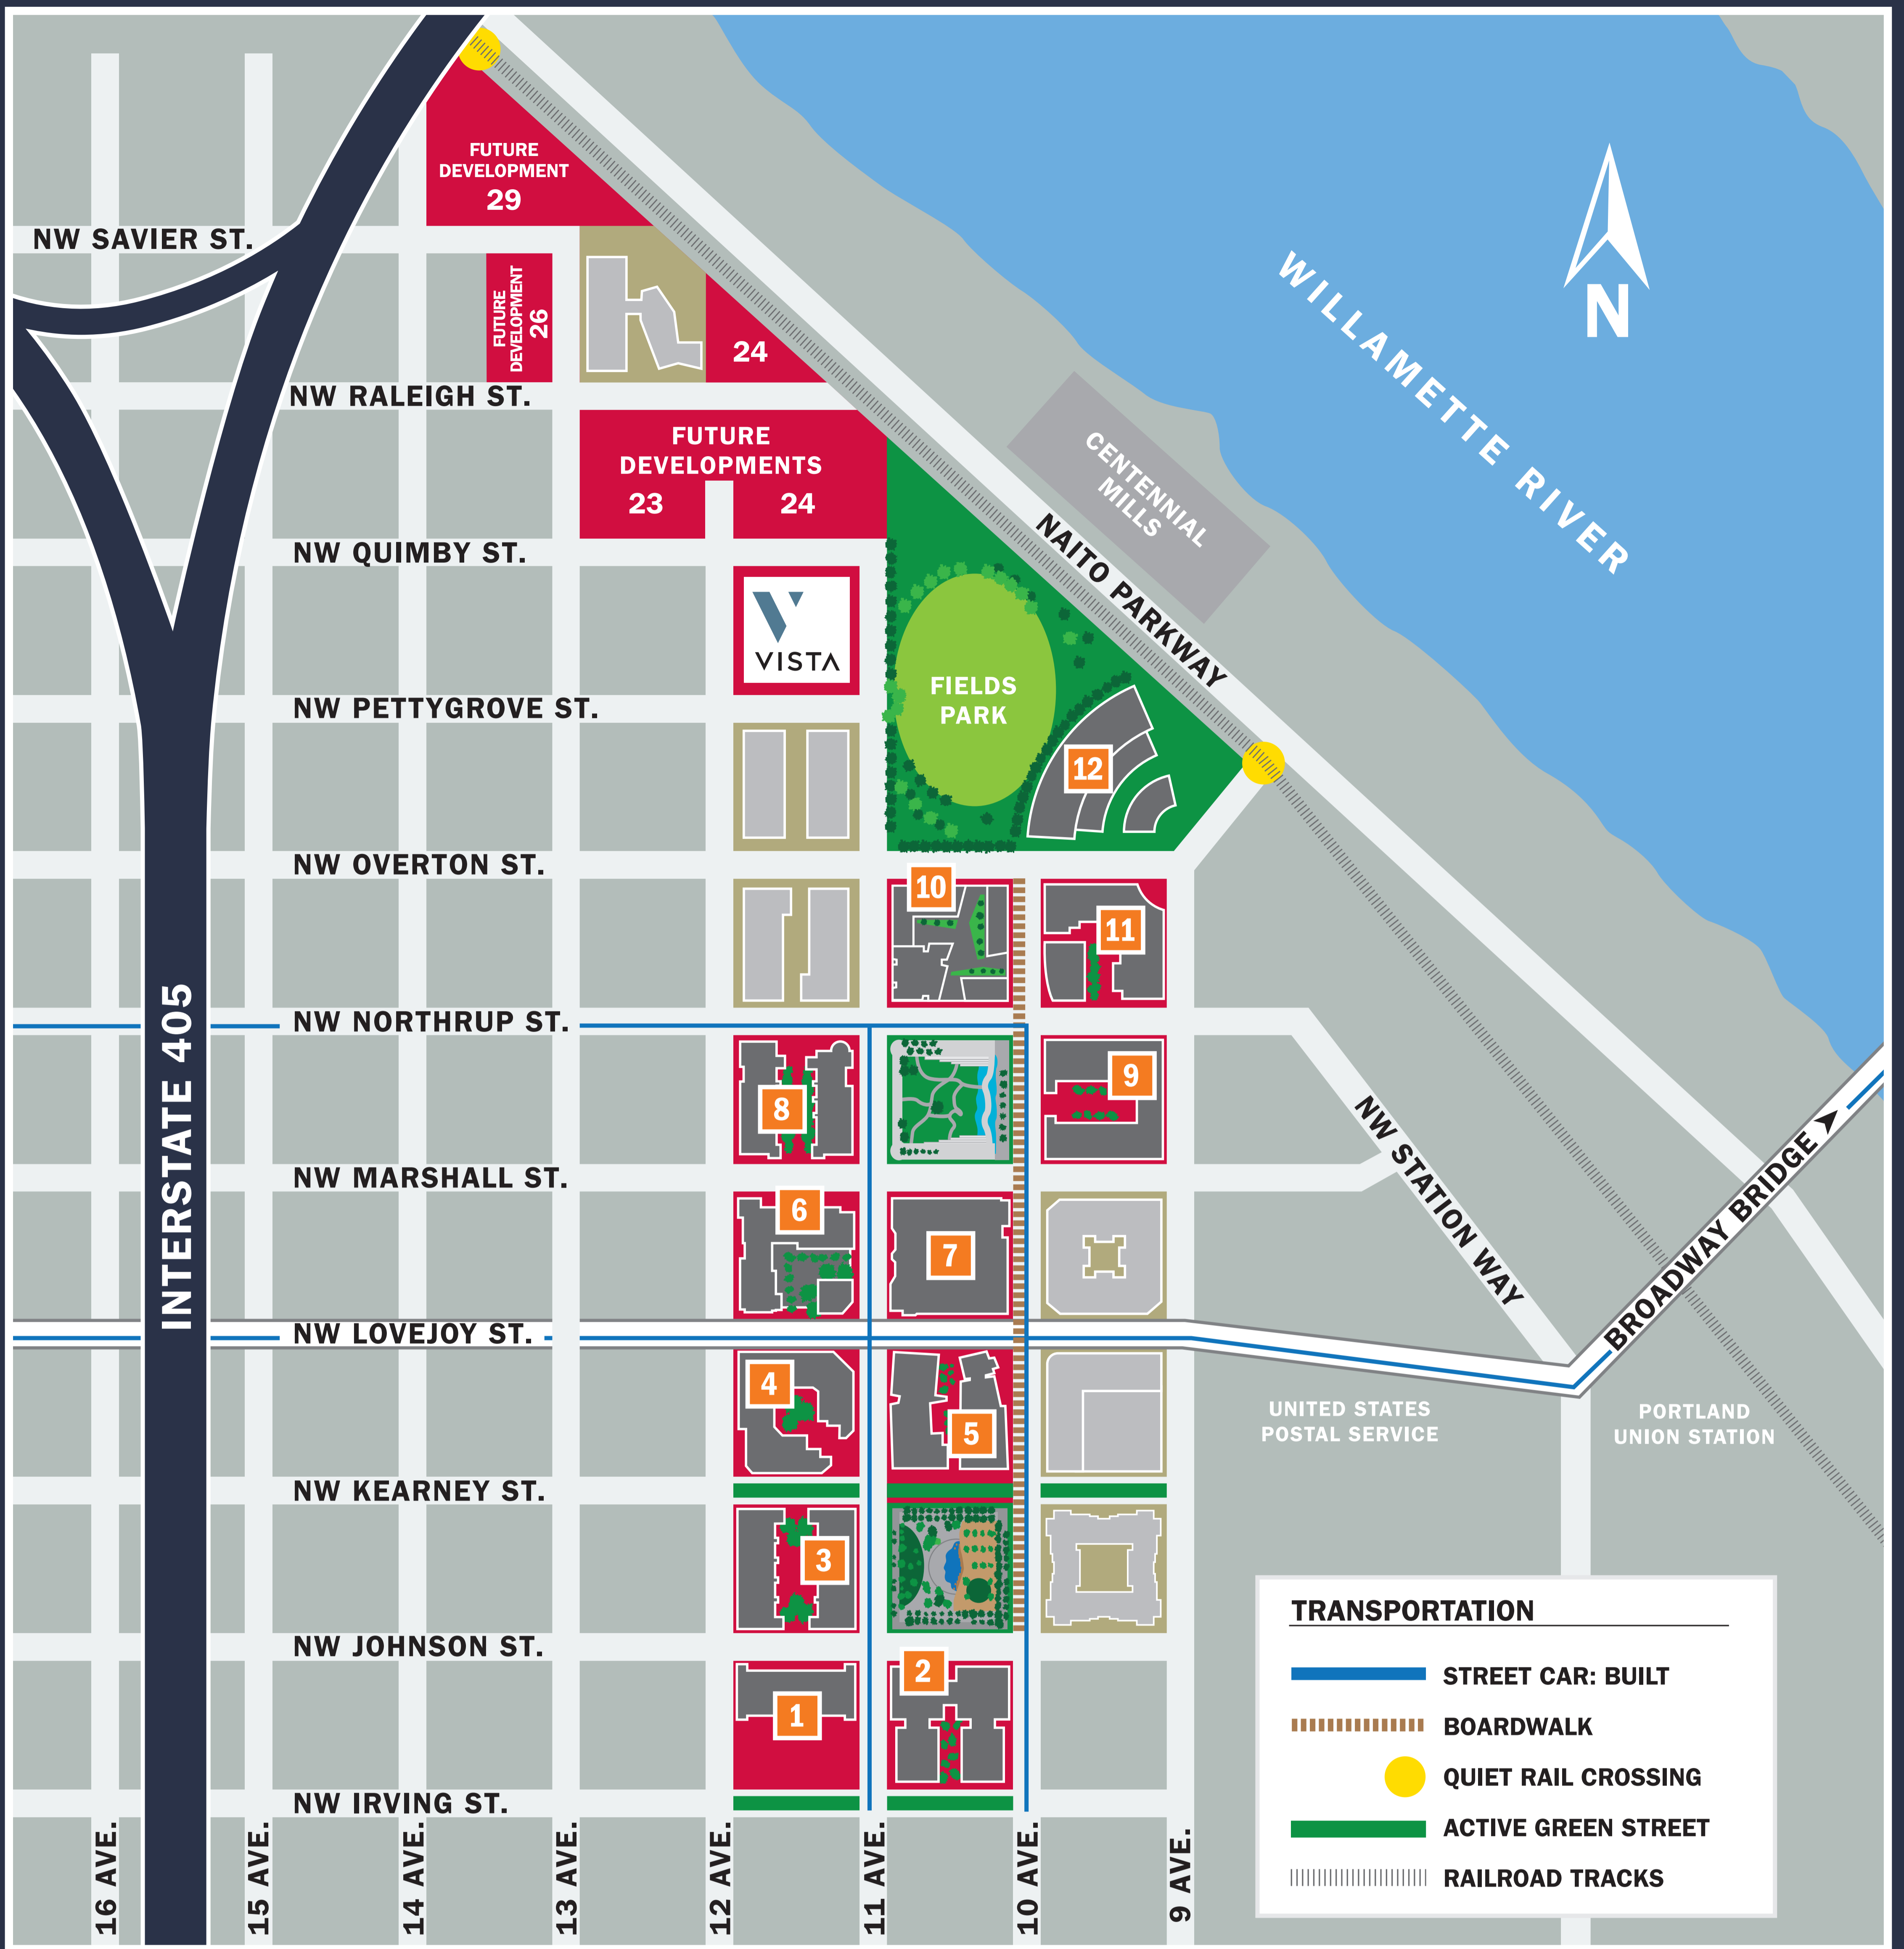 FUTURE
DEVELOPMENT
29
NW SAVIER ST.
FUTURE
DEVELOPMENT
26
24
N
WILLAMETTE RIVER
NW RALEIGH ST.
FUTURE
DEVELOPMENTS
23
24
CENTENNIAL
MILLS
NAITO PARKWAY
NW QUIMBY ST.
VISTA
FIELDS
PARK
NW PETTYGROVE ST.
12
NW OVERTON ST.
10
11
INTERSTATE 405
NW NORTHRUP ST.
8
9
NW STATION WAY
NW MARSHALL ST.
6
7
BROADWAY BRIDGE
NW LOVEJOY ST.
4
5
UNITED STATES
POSTAL SERVICE
PORTLAND
UNION STATION
NW KEARNEY ST.
3
NW JOHNSON ST.
2
1
NW IRVING ST.
16 AVE.
15 AVE.
14 AVE.
13 AVE.
12 AVE.
11 AVE.
10 AVE.
9 AVE.
TRANSPORTATION
STREET CAR: BUILT
BOARDWALK
QUIET RAIL CROSSING
ACTIVE GREEN STREET
RAILROAD TRACKS